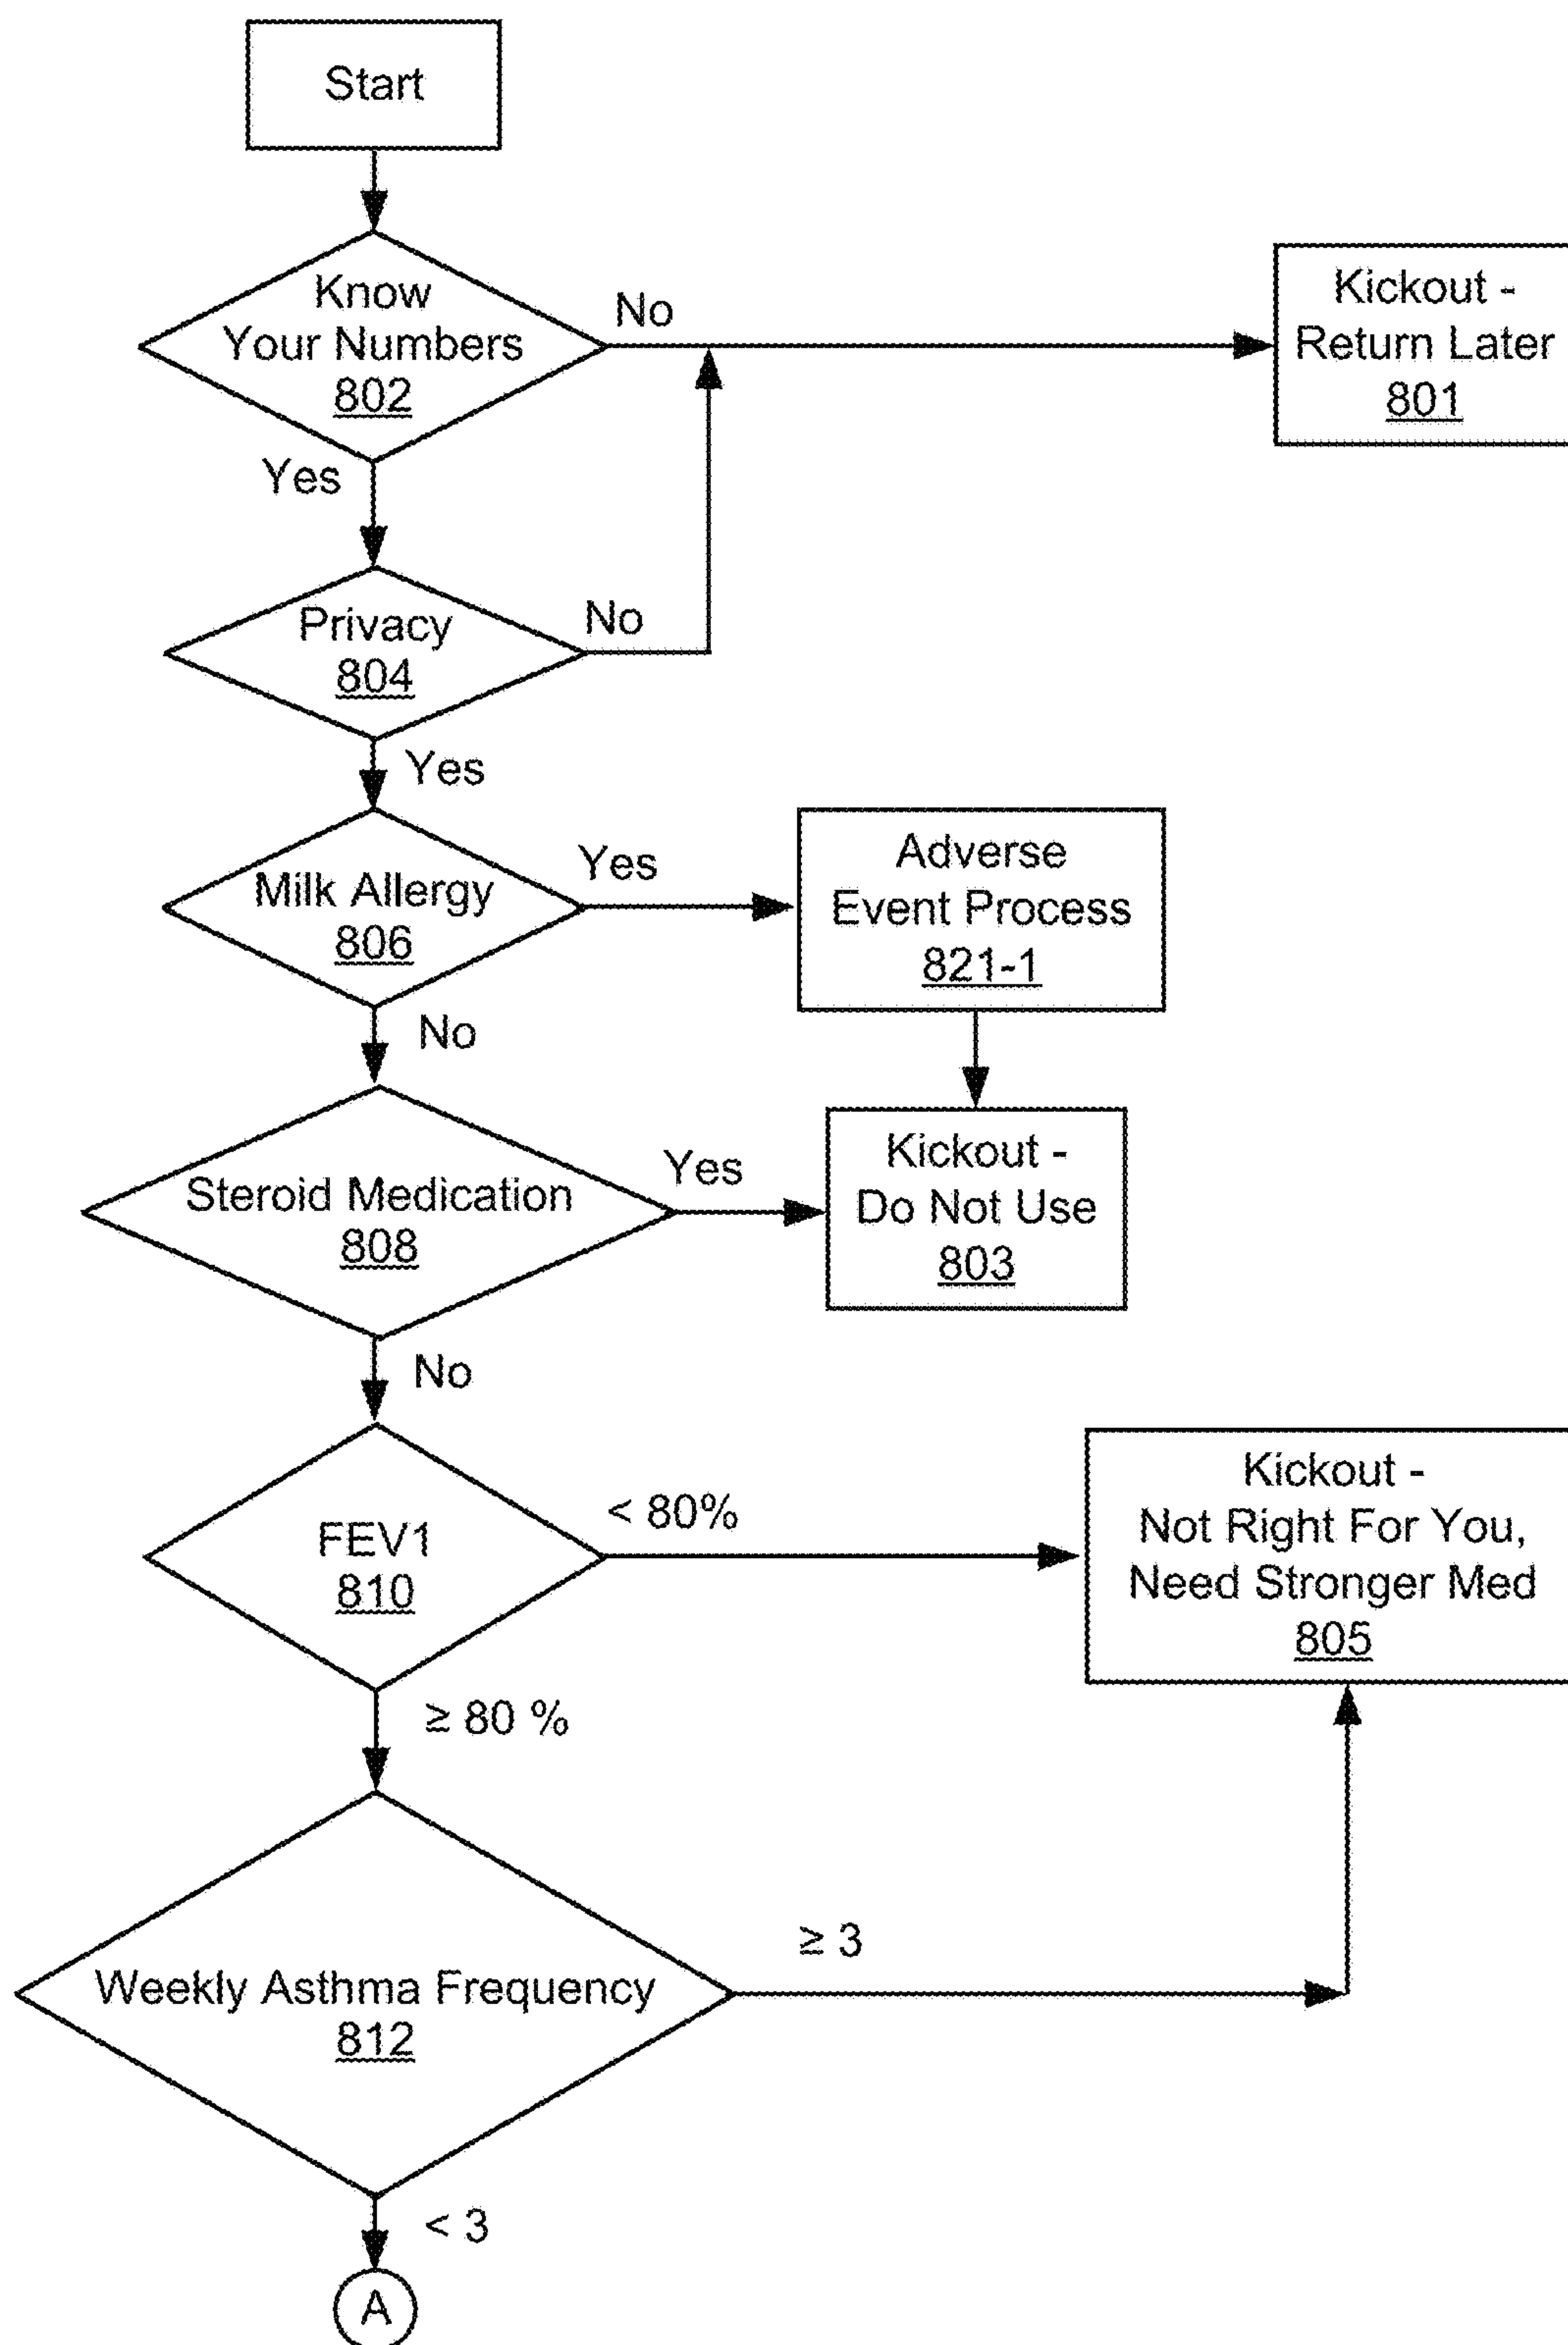 Start
Know
Your Numbers
802
No
Kickout -
Return Later
801
Yes
Privacy
804
No
Yes
Milk Allergy
806
Yes
Adverse
Event Process
821-1
No
Steroid Medication
808
Yes
Kickout -
Do Not Use
803
No
FEV1
810
< 80%
Kickout -
Not Right For You,
Need Stronger Med
805
≥ 80 %
Weekly Asthma Frequency
812
≥ 3
< 3
A